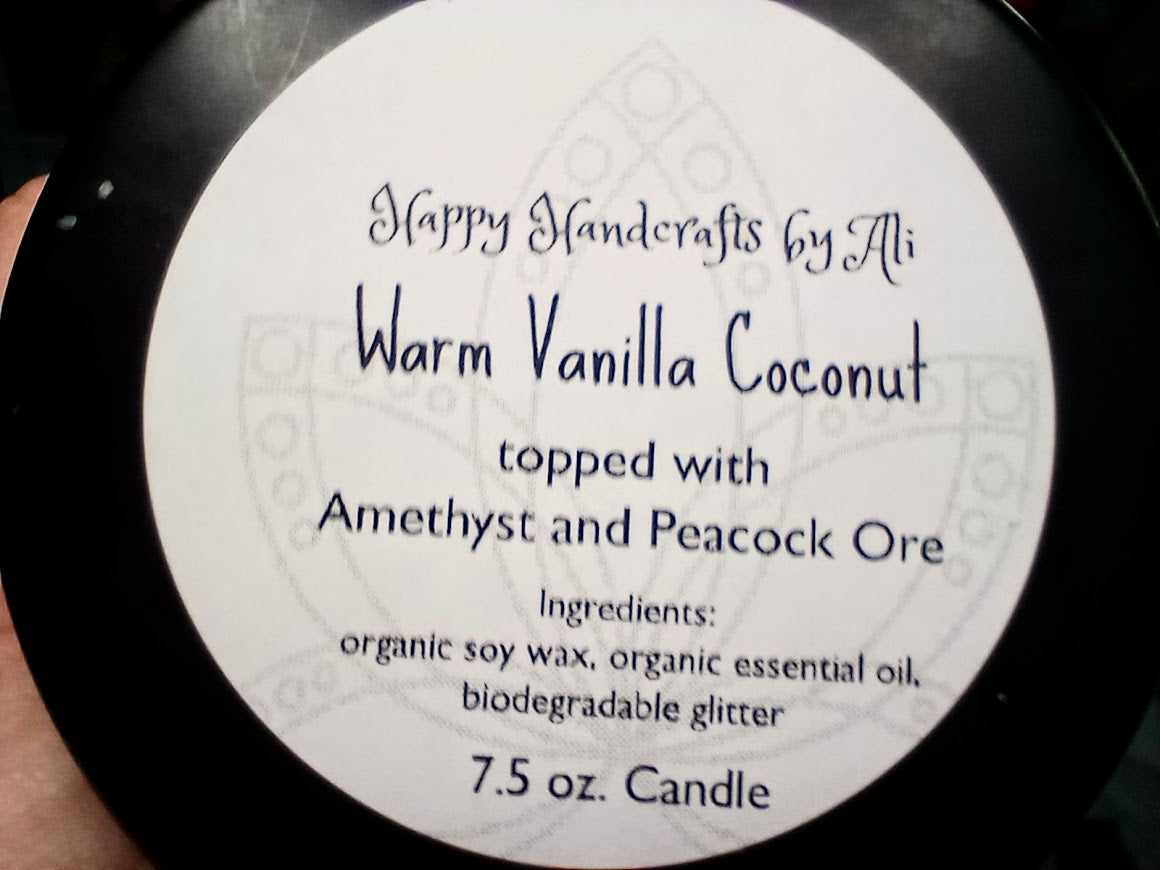 Happy Handcrafts by Ali
Warm Vanilla Coconut
topped with
Amethyst and Peacock Ore
Ingredients:
organic soy wax, organic essential oil,
biodegradable glitter
7.5 oz. Candle